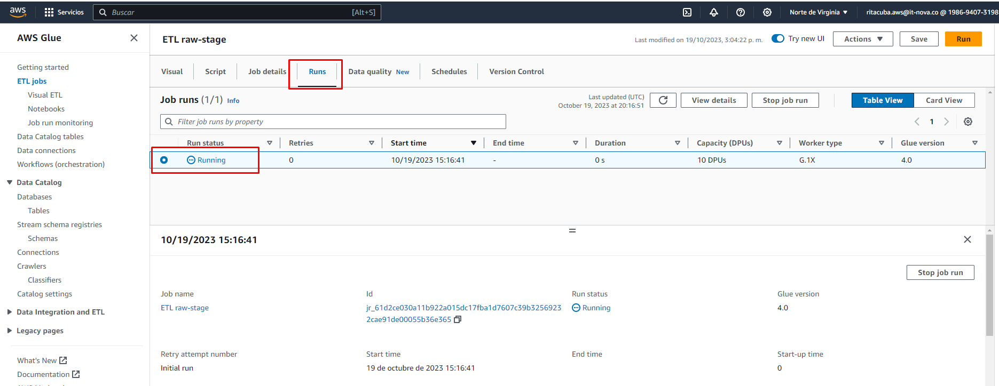 aws
Servicios
Buscar
[Alt+S]
Norte de Virginia
ritacuba.aws@it-nova.co @ 1986-9407-3198
AWS Glue
Getting started
ETL jobs
Visual ETL
Notebooks
Job run monitoring
Data Catalog tables
Data connections
Workflows (orchestration)
Data Catalog
Databases
Tables
Stream schema registries
Schemas
Connections
Crawlers
Classifiers
Catalog settings
Data Integration and ETL
Legacy pages
What's New
Documentation
ETL raw-stage
Last modified on 19/10/2023, 3:04:22 p. m.
Try new UI
Actions
Save
Run
Visual
Script
Job details
Runs
Data quality New
Schedules
Version Control
Job runs (1/1) Info
Last updated (UTC)
October 19, 2023 at 20:16:51
View details
Stop job run
Table View
Card View
Filter job runs by property
1
Run status
Retries
Start time
End time
Duration
Capacity (DPUs)
Worker type
Glue version
Running
0
10/19/2023 15:16:41
-
0 s
10 DPUs
G.1X
4.0
10/19/2023 15:16:41
Stop job run
Job name
ETL raw-stage
Id
jr_61d2ce030a11b922a015dc17fba1d7607c39b3256923
2cae91de00055b36e365
Run status
Running
Glue version
4.0
Retry attempt number
Initial run
Start time
19 de octubre de 2023 15:16:41
End time
Start-up time
0